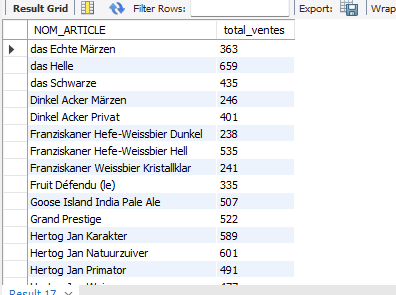 Result Grid Filter Rows: Export: Wrap
NOM_ARTICLE total_ventes
das Echte Märzen 363
das Helle 659
das Schwarze 435
Dinkel Acker Märzen 246
Dinkel Acker Privat 401
Franziskaner Hefe-Weissbier Dunkel 238
Franziskaner Hefe-Weissbier Hell 535
Franziskaner Weissbier Kristallklar 241
Fruit Défendu (le) 335
Goose Island India Pale Ale 507
Grand Prestige 522
Hertog Jan Karakter 589
Hertog Jan Natuurzuiver 601
Hertog Jan Primator 491
Hertog Jan
Result 17